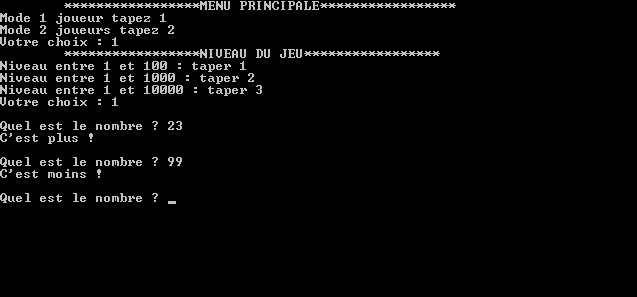 *****************MENU PRINCIPALE*****************
Mode 1 joueur tapez 1
Mode 2 joueurs tapez 2
Votre choix : 1
*****************NIVEAU DU JEU*****************
Niveau entre 1 et 100 : taper 1
Niveau entre 1 et 1000 : taper 2
Niveau entre 1 et 10000 : taper 3
Votre choix : 1
Quel est le nombre ? 23
C'est plus !
Quel est le nombre ? 99
C'est moins !
Quel est le nombre ? _